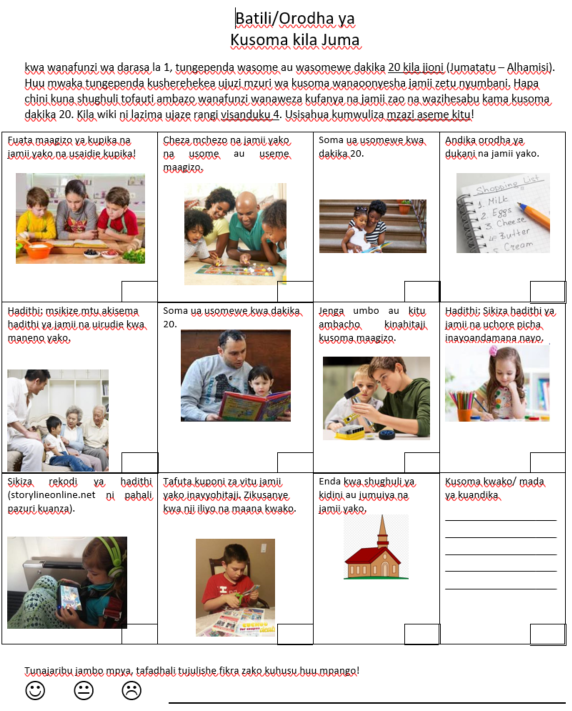 Batili/Orodha ya
Kusoma kila Juma
kwa wanafunzi wa darasa la 1, tungependa wasome au wasomewe dakika 20 kila jioni (Jumatatu – Alhamisi).
Huu mwaka tungependa kusherehekea ujuzi mzuri wa kusoma wanaoonyesha jamii zetu nyumbani. Hapa
chini kuna shughuli tofauti ambazo wanafunzi wanaweza kufanya na jamii zao na wazihesabu kama kusoma
dakika 20. Kila wiki ni lazima ujaze rangi visanduku 4. Usisahua kumwuliza mzazi aseme kitu!
Fuata maagizo ya kupika na
jamii yako na usaidie kupika!
Cheza mchezo na jamii yako
na usome au useme
maagizo.
Soma ua usomewe kwa
dakika 20.
Andika orodha ya
dukani na jamii yako.
Shopping List
1. Milk
2. Eggs
3. Cheeze
4. Butter
5. Cream
Hadithi: msikize mtu akisema
hadithi ya jamii na uirudie kwa
maneno yako.
Soma ua usomewe kwa dakika
20.
Jenga umbo au kitu
ambacho kinahitaji
kusoma maagizo.
Hadithi: Sikiza hadithi ya
jamii na uchore picha
inayoandamana nayo.
Sikiza rekodi ya hadithi
(storylineonline.net ni pahali
pazuri kuanza).
Tafuta kuponi za vitu jamii
yako inavyohitaji. Zikusanye
kwa nji iliyo na maana kwako.
Enda kwa shughuli ya
kidini au jumuiya na
jamii yako.
Kusoma kwako/ mada
ya kuandika
Tunajaribu jambo mpya, tafadhali tujulishe fikra zako kuhusu huu mpango!